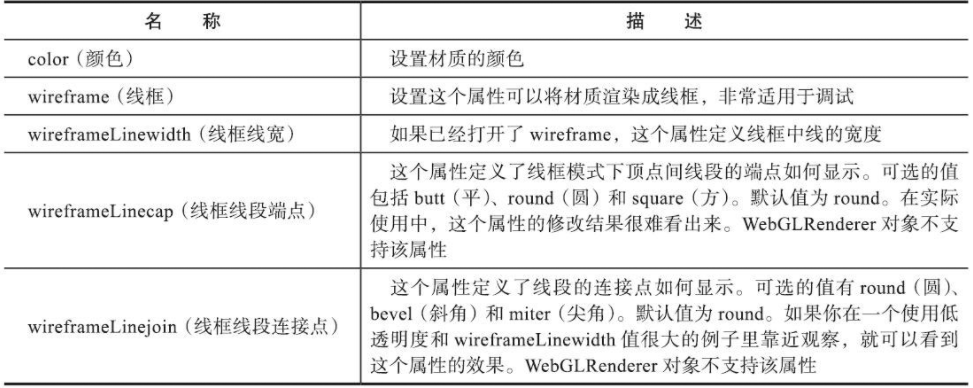 名 称 描 述
color（颜色） 设置材质的颜色
wireframe（线框） 设置这个属性可以将材质渲染成线框，非常适用于调试
wireframeLinewidth（线框线宽） 如果已经打开了 wireframe，这个属性定义线框中线的宽度
wireframeLinecap（线框线段端点）
这个属性定义了线框模式下顶点间线段的端点如何显示。可选的值
包括 butt（平）、round（圆）和 square（方）。默认值为 round。在实际
使用中，这个属性的修改结果很难看出来。WebGLRenderer 对象不支
持该属性
wireframeLinejoin（线框线段连接点）
这个属性定义了线段的连接点如何显示。可选的值有 round（圆）、
bevel（斜角）和 miter（尖角）。默认值为 round。如果你在一个使用低
透明度和 wireframeLinewidth 值很大的例子里靠近观察，就可以看到
这个属性的效果。WebGLRenderer 对象不支持该属性